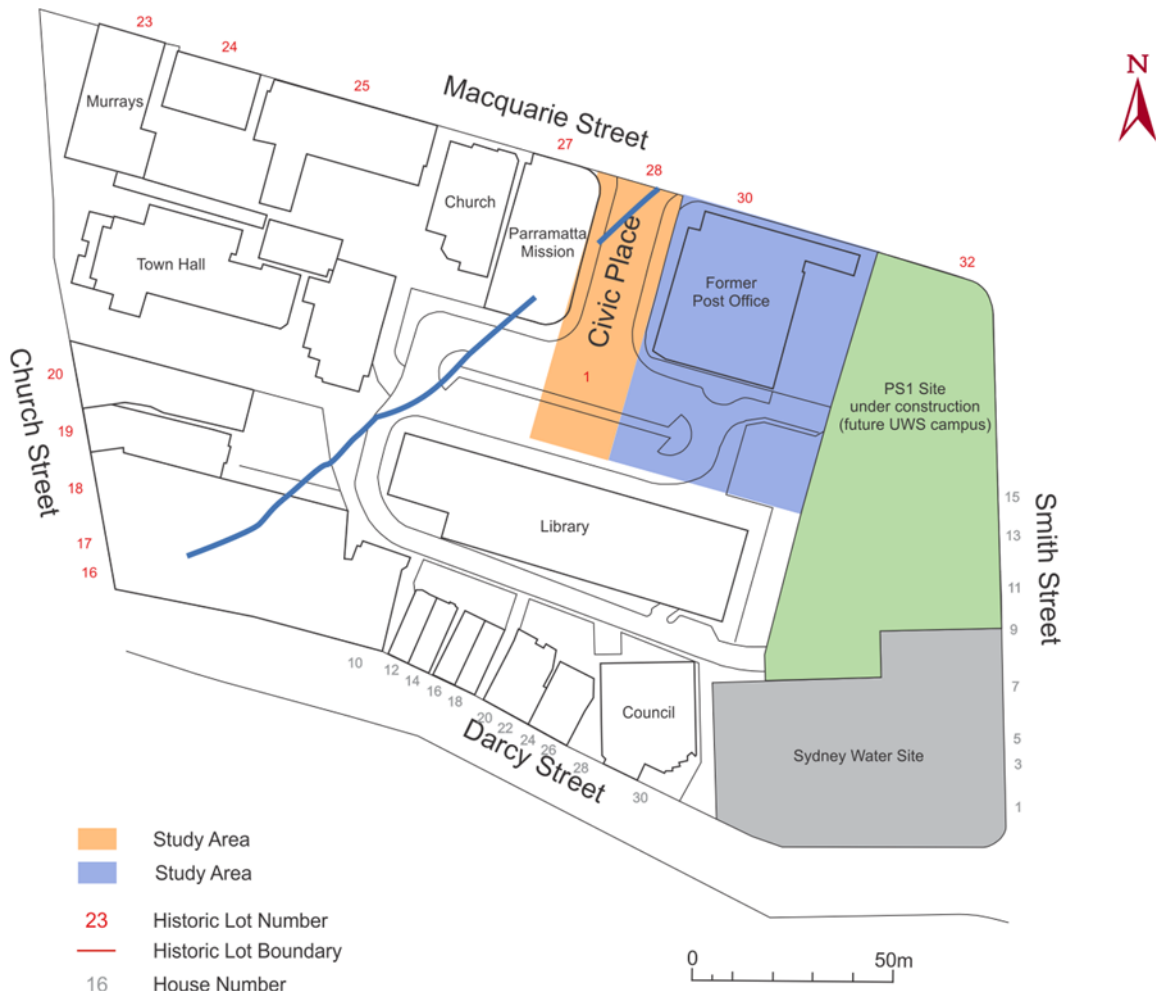 23
24
25
Macquarie Street
27
28
30
32
N
Murrays
Church
Parramatta
Mission
Civic Place
1
Former
Post Office
Town Hall
Church Street
20
19
18
17
16
PS1 Site
under construction
(future UWS campus)
Library
Smith Street
15
13
11
9
7
5
3
1
10
12
14
16
18
20
22
24
26
28
30
Darcy Street
Council
Sydney Water Site
Study Area
Study Area
23 Historic Lot Number
Historic Lot Boundary
16 House Number
0 50m